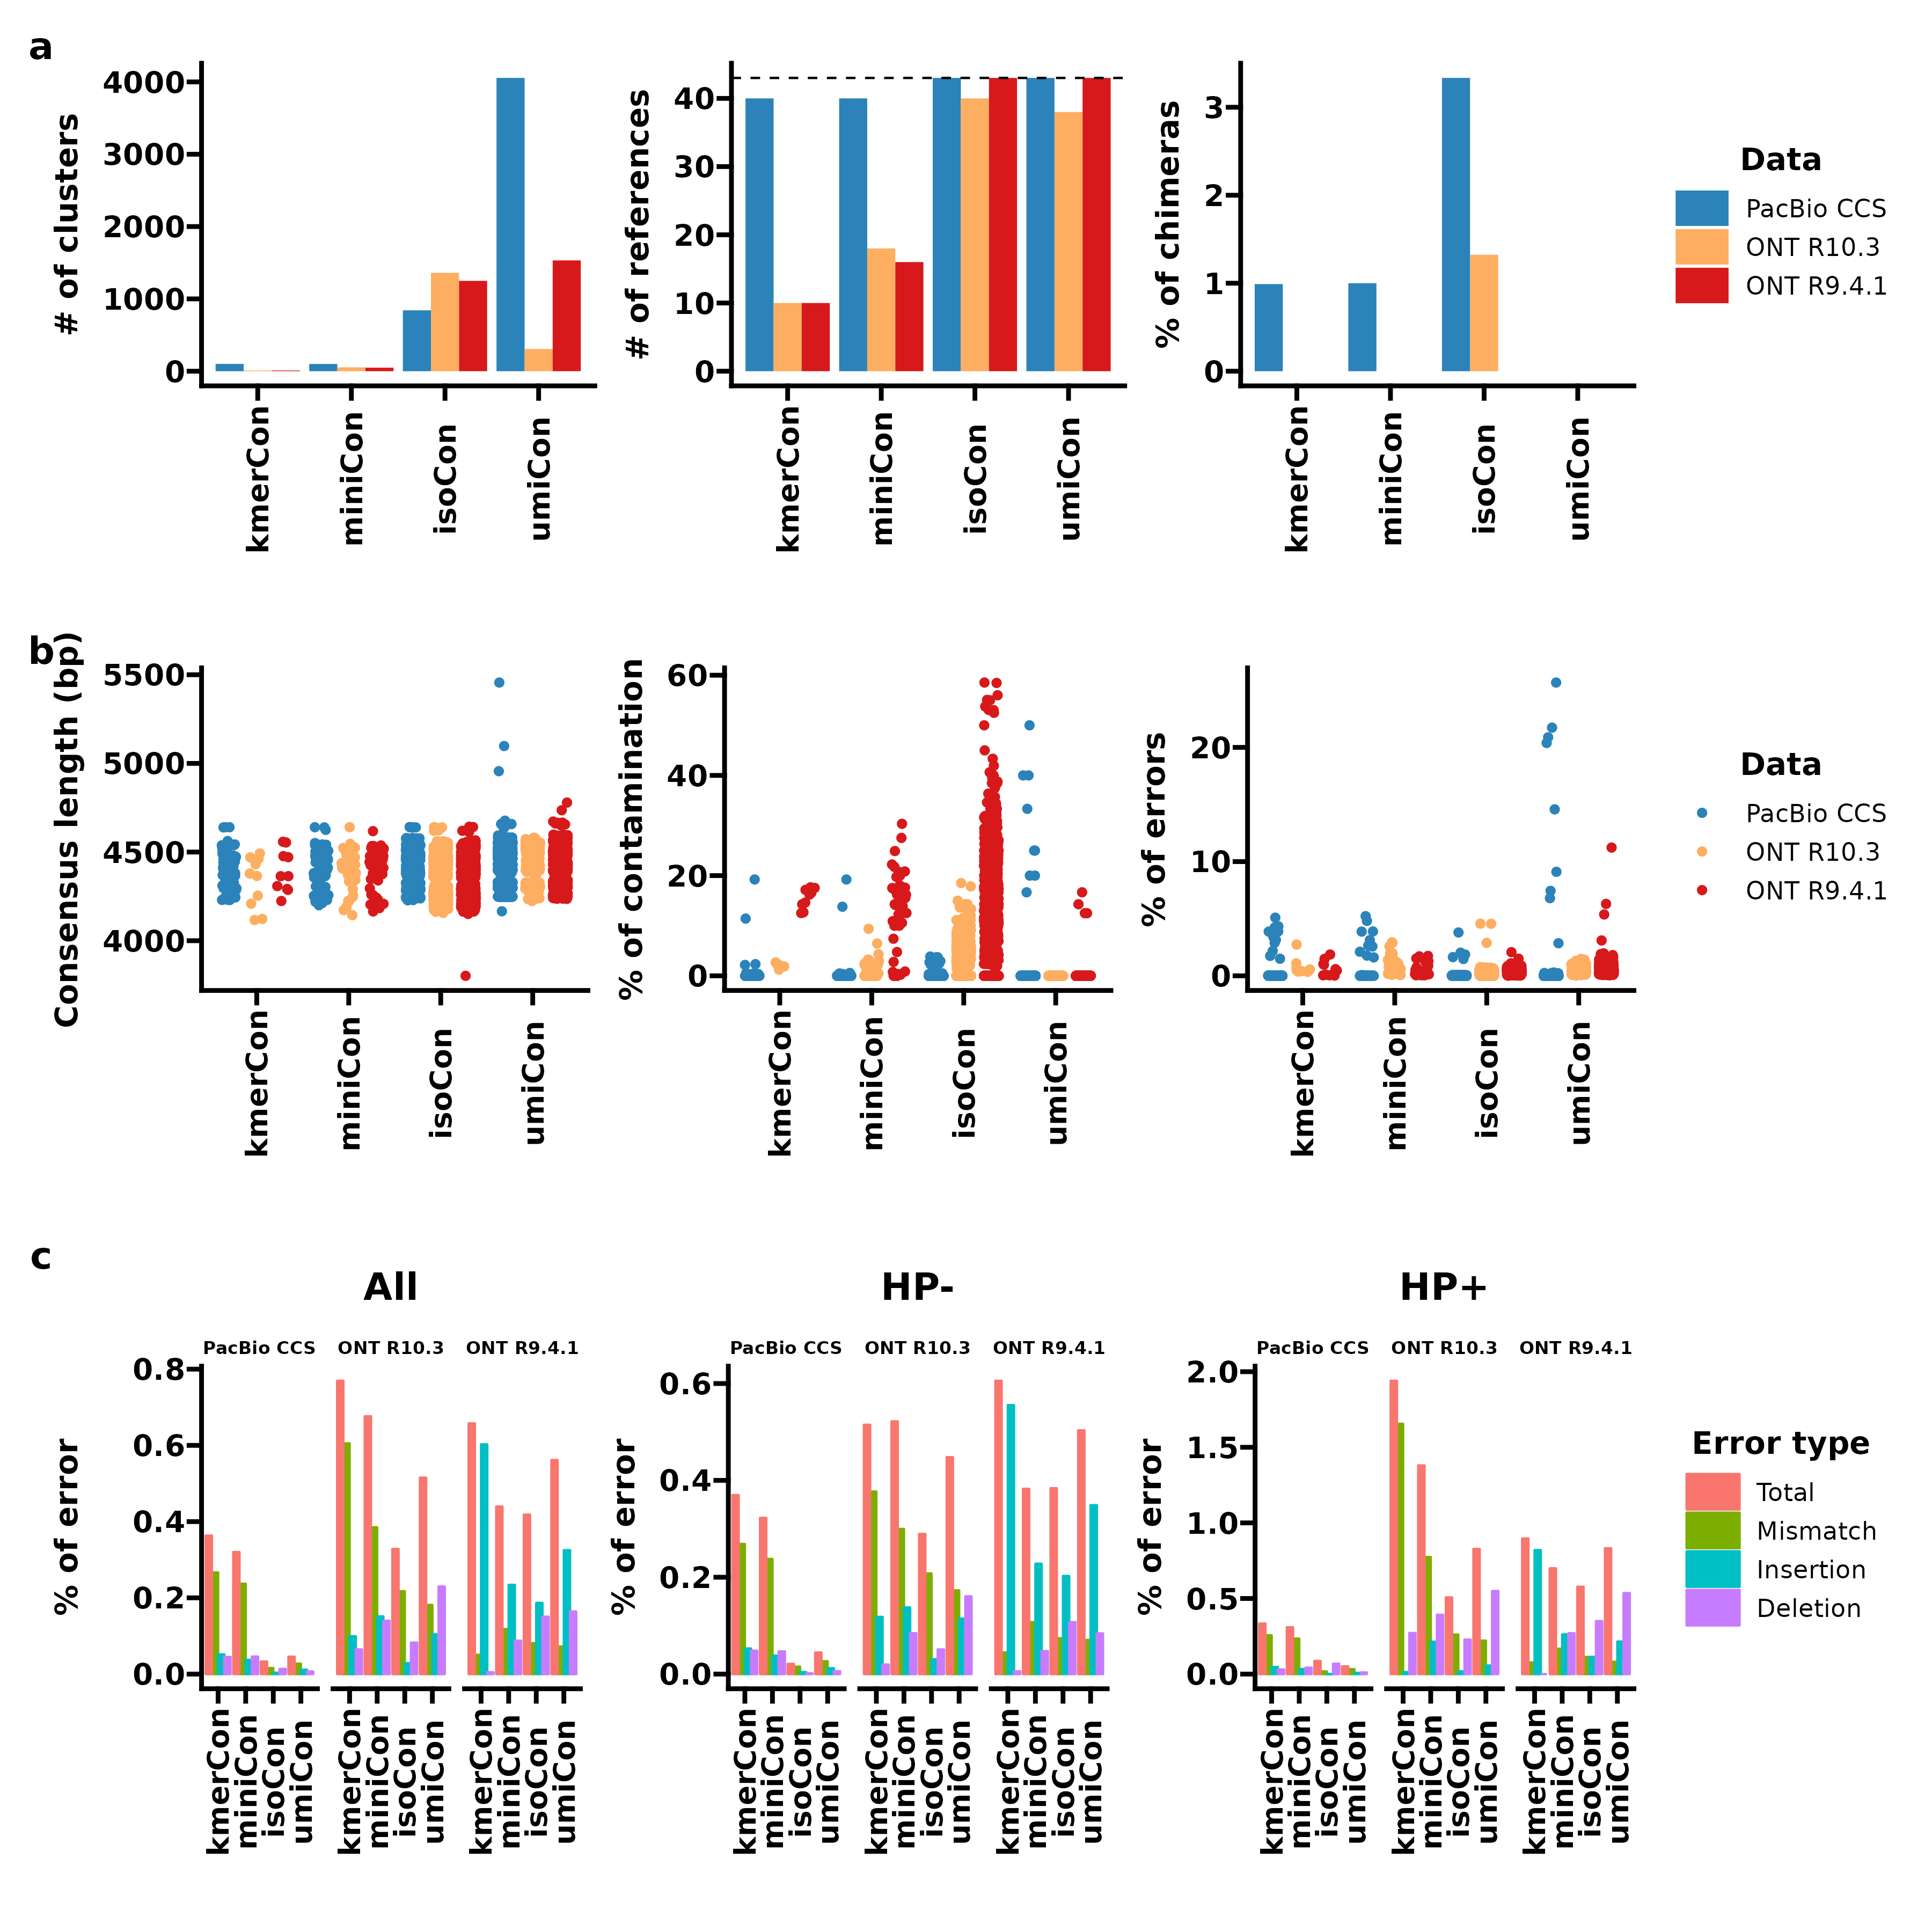 a
# of clusters
4000
3000
2000
1000
0
kmerCon
miniCon
isoCon
umiCon
# of references
40
30
20
10
0
kmerCon
miniCon
isoCon
umiCon
% of chimeras
3
2
1
0
kmerCon
miniCon
isoCon
umiCon
Data
PacBio CCS
ONT R10.3
ONT R9.4.1
b
Consensus length (bp)
5500
5000
4500
4000
kmerCon
miniCon
isoCon
umiCon
% of contamination
60
40
20
0
kmerCon
miniCon
isoCon
umiCon
% of errors
20
10
0
kmerCon
miniCon
isoCon
umiCon
Data
PacBio CCS
ONT R10.3
ONT R9.4.1
c
All
PacBio CCS
ONT R10.3
ONT R9.4.1
% of error
0.8
0.6
0.4
0.2
0.0
kmerCon
miniCon
isoCon
umiCon
kmerCon
miniCon
isoCon
umiCon
kmerCon
miniCon
isoCon
umiCon
HP-
PacBio CCS
ONT R10.3
ONT R9.4.1
% of error
0.6
0.4
0.2
0.0
kmerCon
miniCon
isoCon
umiCon
kmerCon
miniCon
isoCon
umiCon
kmerCon
miniCon
isoCon
umiCon
HP+
PacBio CCS
ONT R10.3
ONT R9.4.1
% of error
2.0
1.5
1.0
0.5
0.0
kmerCon
miniCon
isoCon
umiCon
kmerCon
miniCon
isoCon
umiCon
kmerCon
miniCon
isoCon
umiCon
Error type
Total
Mismatch
Insertion
Deletion